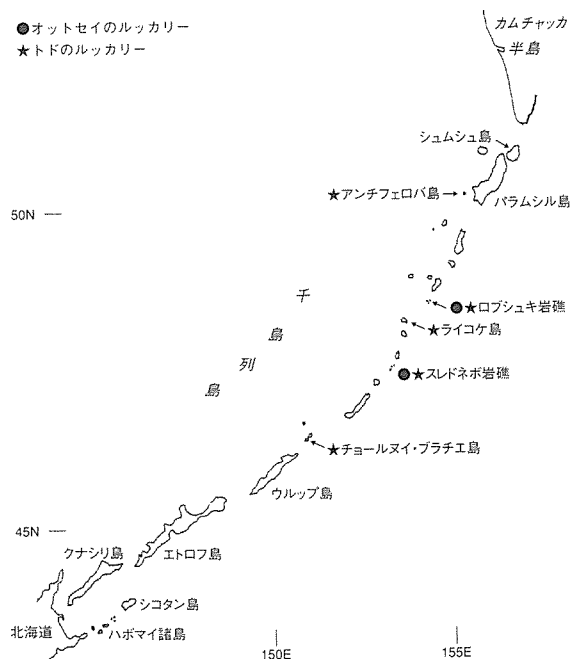 ●オットセイのルッカリー
★トドのルッカリー
カムチャッカ
半島
シュムシュ島
★アンチフェロバ島
パラムシル島
50N
千島列島
●★ロブシュキ岩礁
★ライコケ島
●★スレドネボ岩礁
★チョールヌイ・ブラチエ島
ウルップ島
45N
クナシリ島
エトロフ島
シコタン島
北海道
ハボマイ諸島
150E
155E